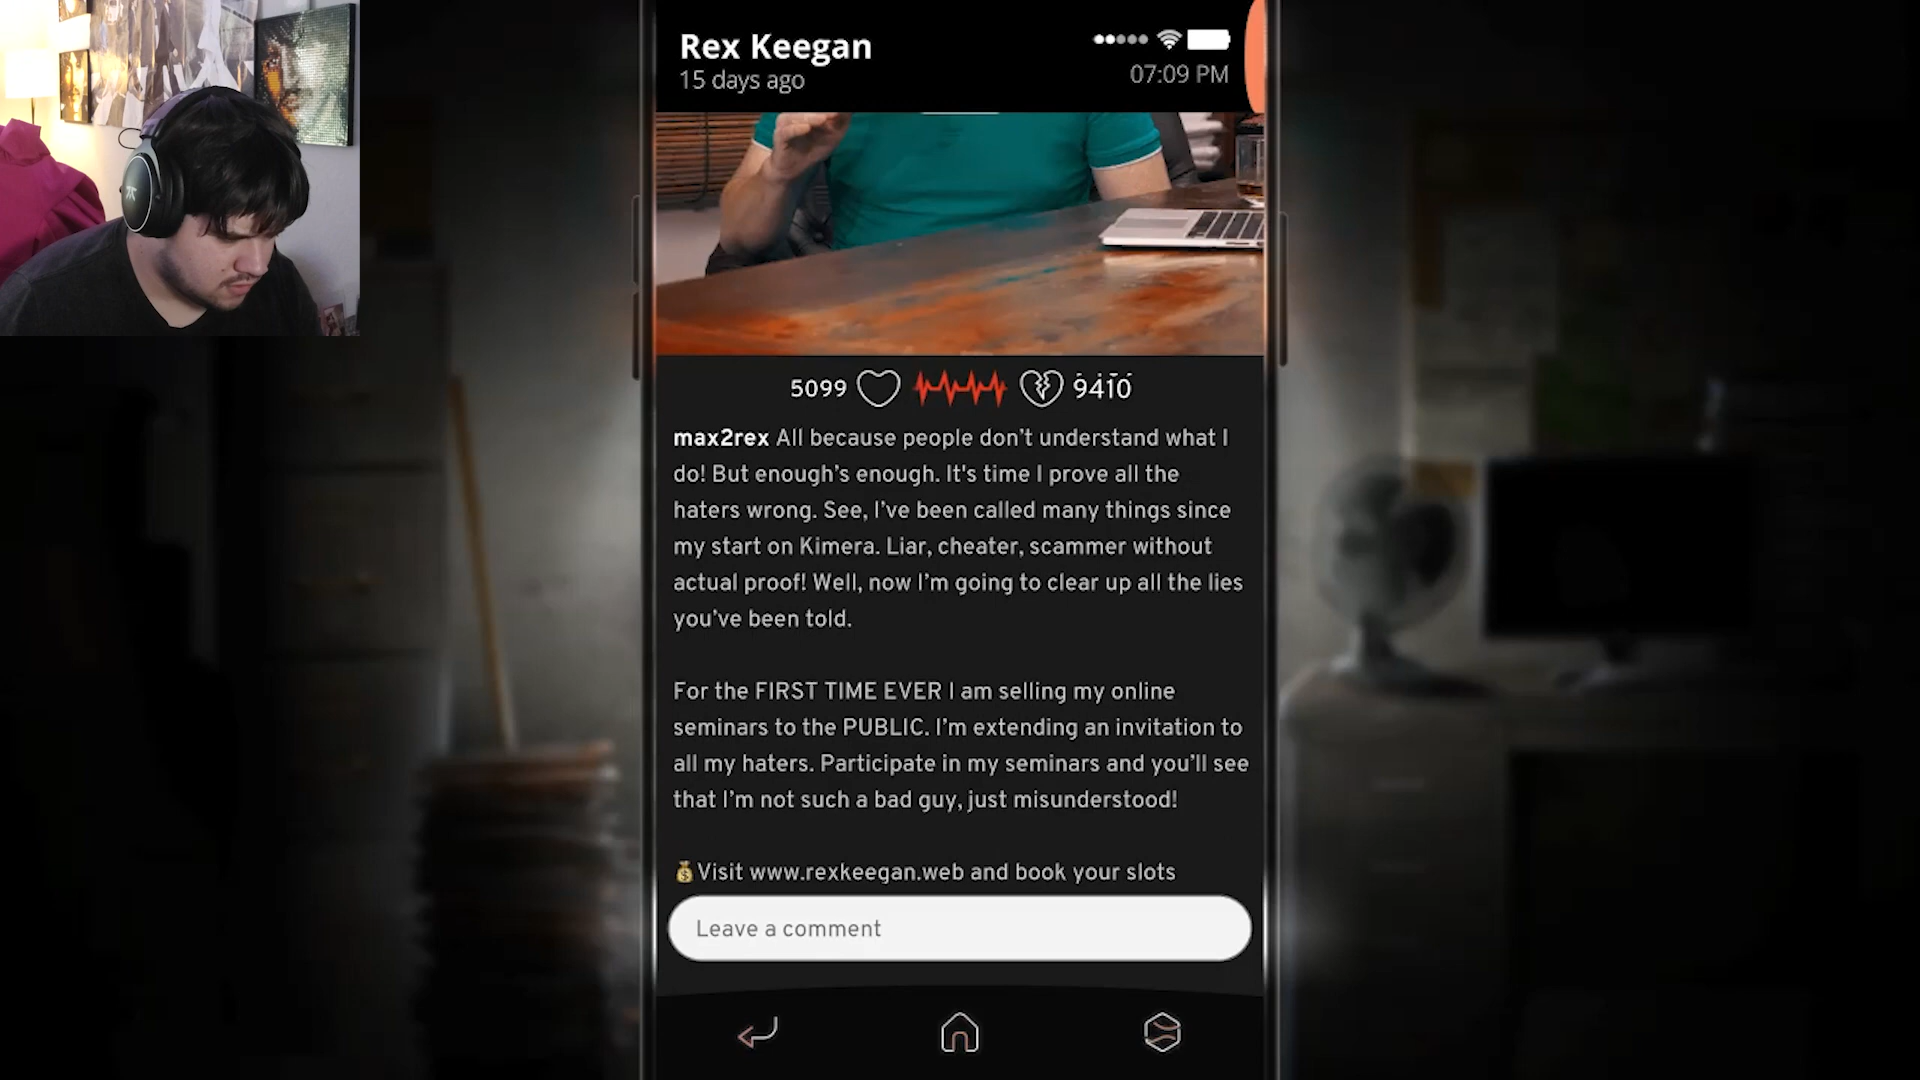 Rex Keegan
15 days ago
07:09 PM
5099 9410
max2rex All because people don’t understand what I
do! But enough’s enough. It's time I prove all the
haters wrong. See, I’ve been called many things since
my start on Kimera. Liar, cheater, scammer without
actual proof! Well, now I’m going to clear up all the lies
you’ve been told.
For the FIRST TIME EVER I am selling my online
seminars to the PUBLIC. I’m extending an invitation to
all my haters. Participate in my seminars and you’ll see
that I’m not such a bad guy, just misunderstood!
💰Visit www.rexkeegan.web and book your slots
Leave a comment